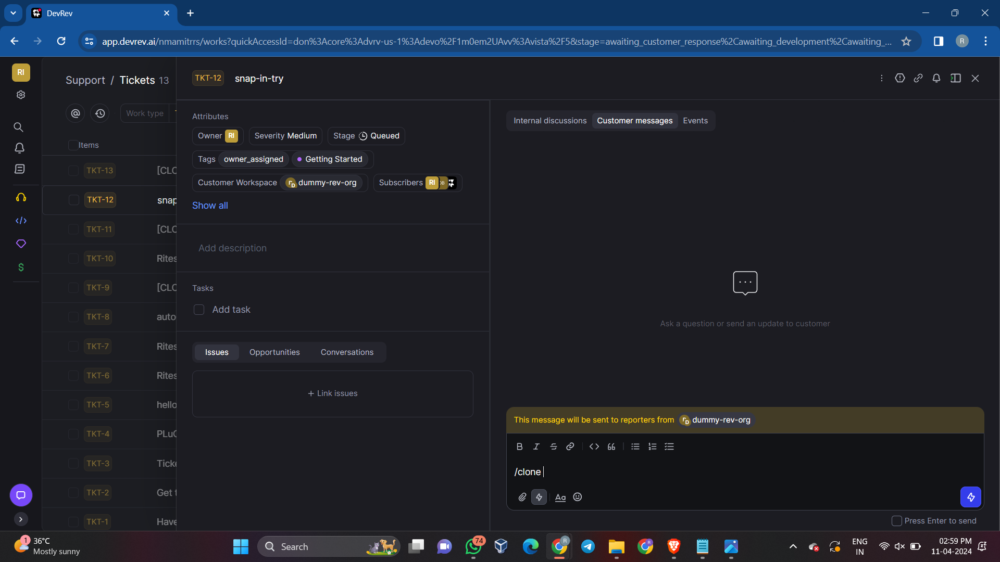 DevRev
app.devrev.ai/nmamitrrs/works?quickAccessId=don%3Acore%3Advrv-us-1%3Adevo%2F1m0em2UAvv%3Avista%2F5&stage=awaiting_customer_response%2Cawaiting_development%2Cawaiting_...
R
RI
Support / Tickets 13
TKT-12 snap-in-try
Work type
Items
TKT-13 [CLO
TKT-12 snap
TKT-11 [CLO
TKT-10 Rites
TKT-9 [CLO
TKT-8 auto
TKT-7 Rites
TKT-6 Rites
TKT-5 hello
TKT-4 PLuG
TKT-3 Ticke
TKT-2 Get t
TKT-1 Have
Attributes
Owner RI Severity Medium Stage Queued
Tags owner_assigned Getting Started
Customer Workspace rD dummy-rev-org Subscribers RI DB
Show all
Add description
Tasks
Add task
Issues Opportunities Conversations
+ Link issues
Internal discussions Customer messages Events
Ask a question or send an update to customer
This message will be sent to reporters from rD dummy-rev-org
B I S
/clone
Aa
Press Enter to send
1 36°C
Mostly sunny
Search
74
R
ENG
IN
02:59 PM
11-04-2024